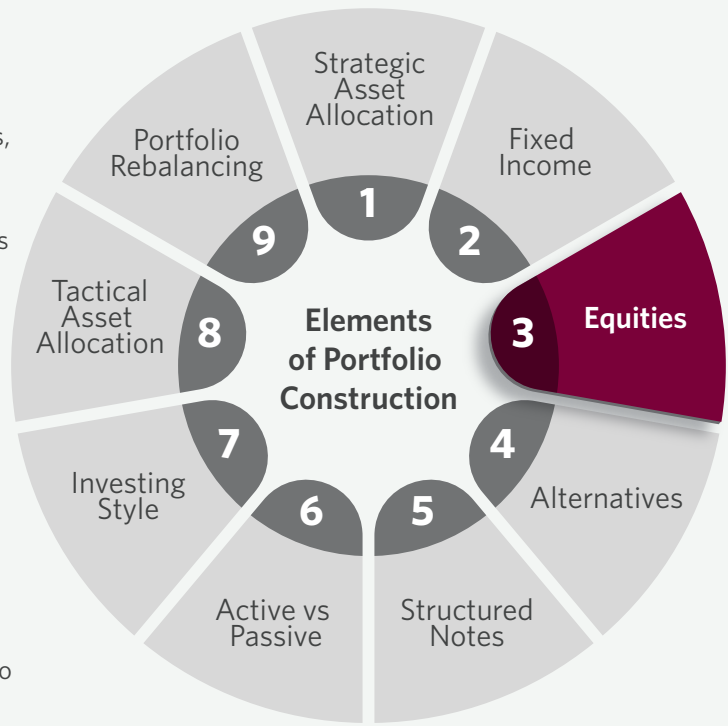 Strategic
Asset
Allocation
1
Fixed
Income
2
Equities
3
Alternatives
4
Structured
Notes
5
Active vs
Passive
6
Investing
Style
7
Tactical
Asset
Allocation
8
Portfolio
Rebalancing
9
Elements
of Portfolio
Construction